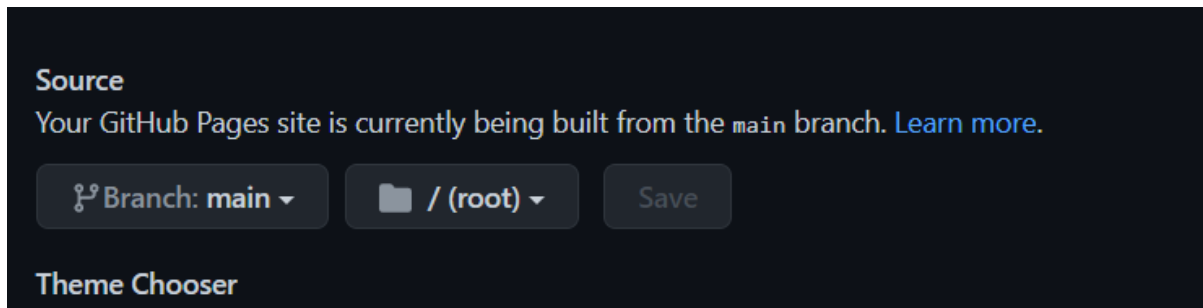 Source
Your GitHub Pages site is currently being built from the main branch. Learn more.
Branch: main / (root) Save
Theme Chooser